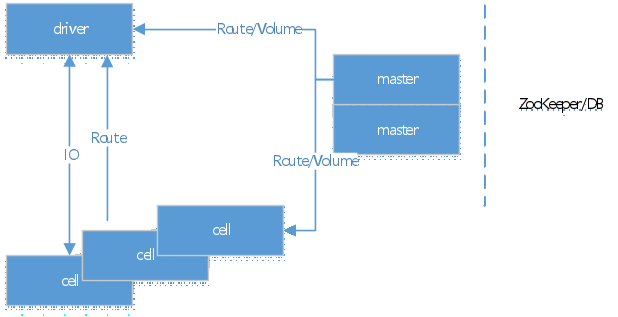 driver
Route/Volume
master
ZooKeeper/DB
master
Route
IO
Route/Volume
cell
cell
cell